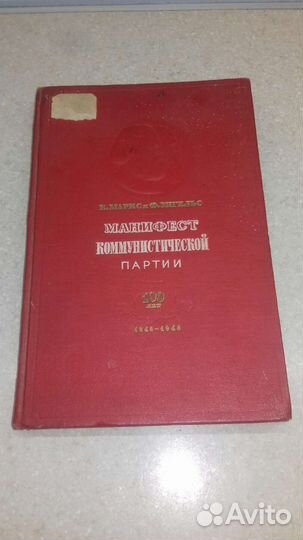 К. МАРКС и Ф. ЭНГЕЛЬС
МАНИФЕСТ
КОММУНИСТИЧЕСКОЙ
ПАРТИИ
100
ЛЕТ
1848–1948
Avito